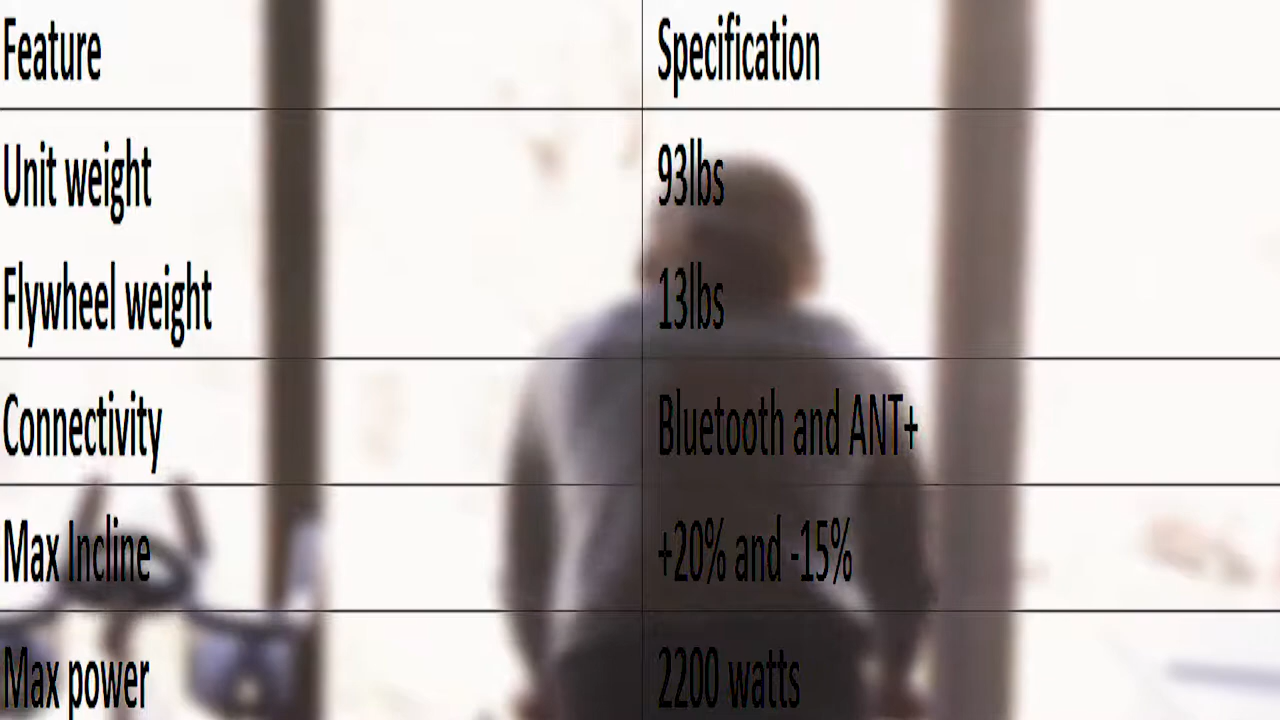 Feature Specification
Unit weight 93lbs
Flywheel weight 13lbs
Connectivity Bluetooth and ANT+
Max Incline +20% and -15%
Max power 2200 watts